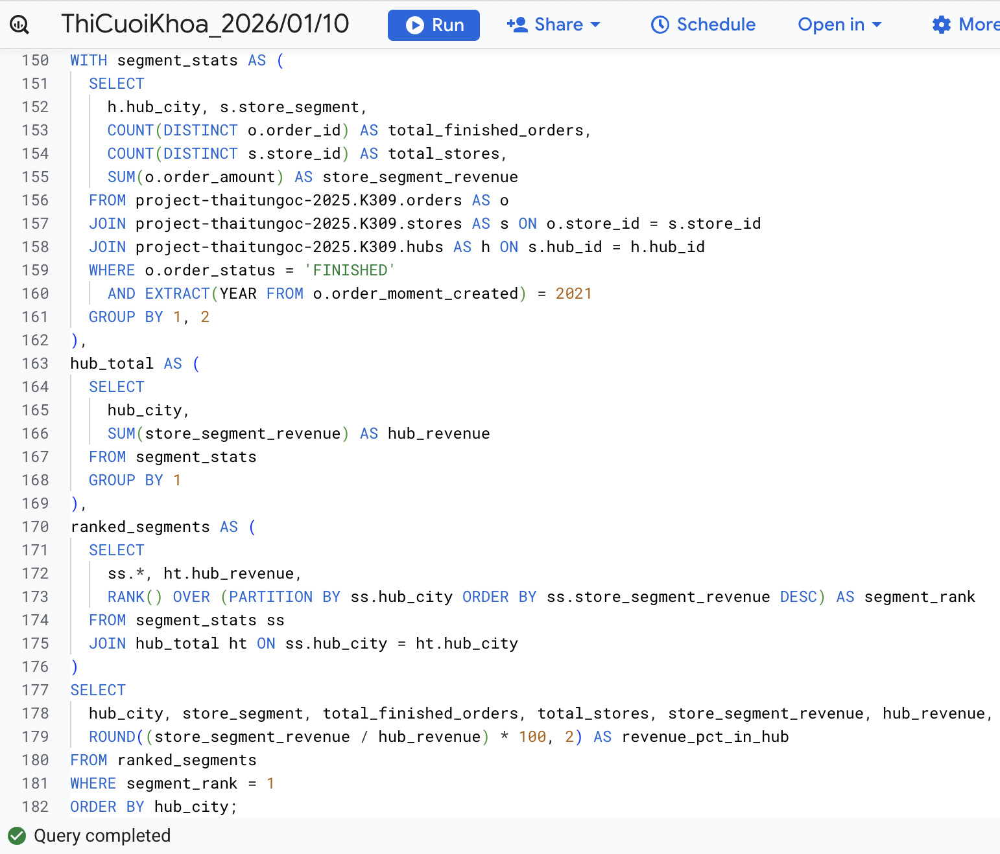 ThiCuoiKhoa_2026/01/10 Run Share Schedule Open in More
150 WITH segment_stats AS (
151 SELECT
152 h.hub_city, s.store_segment,
153 COUNT(DISTINCT o.order_id) AS total_finished_orders,
154 COUNT(DISTINCT s.store_id) AS total_stores,
155 SUM(o.order_amount) AS store_segment_revenue
156 FROM project-thaitungoc-2025.K309.orders AS o
157 JOIN project-thaitungoc-2025.K309.stores AS s ON o.store_id = s.store_id
158 JOIN project-thaitungoc-2025.K309.hubs AS h ON s.hub_id = h.hub_id
159 WHERE o.order_status = 'FINISHED'
160 AND EXTRACT(YEAR FROM o.order_moment_created) = 2021
161 GROUP BY 1, 2
162 ),
163 hub_total AS (
164 SELECT
165 hub_city,
166 SUM(store_segment_revenue) AS hub_revenue
167 FROM segment_stats
168 GROUP BY 1
169 ),
170 ranked_segments AS (
171 SELECT
172 ss.*, ht.hub_revenue,
173 RANK() OVER (PARTITION BY ss.hub_city ORDER BY ss.store_segment_revenue DESC) AS segment_rank
174 FROM segment_stats ss
175 JOIN hub_total ht ON ss.hub_city = ht.hub_city
176 )
177 SELECT
178 hub_city, store_segment, total_finished_orders, total_stores, store_segment_revenue, hub_revenue,
179 ROUND((store_segment_revenue / hub_revenue) * 100, 2) AS revenue_pct_in_hub
180 FROM ranked_segments
181 WHERE segment_rank = 1
182 ORDER BY hub_city;
Query completed